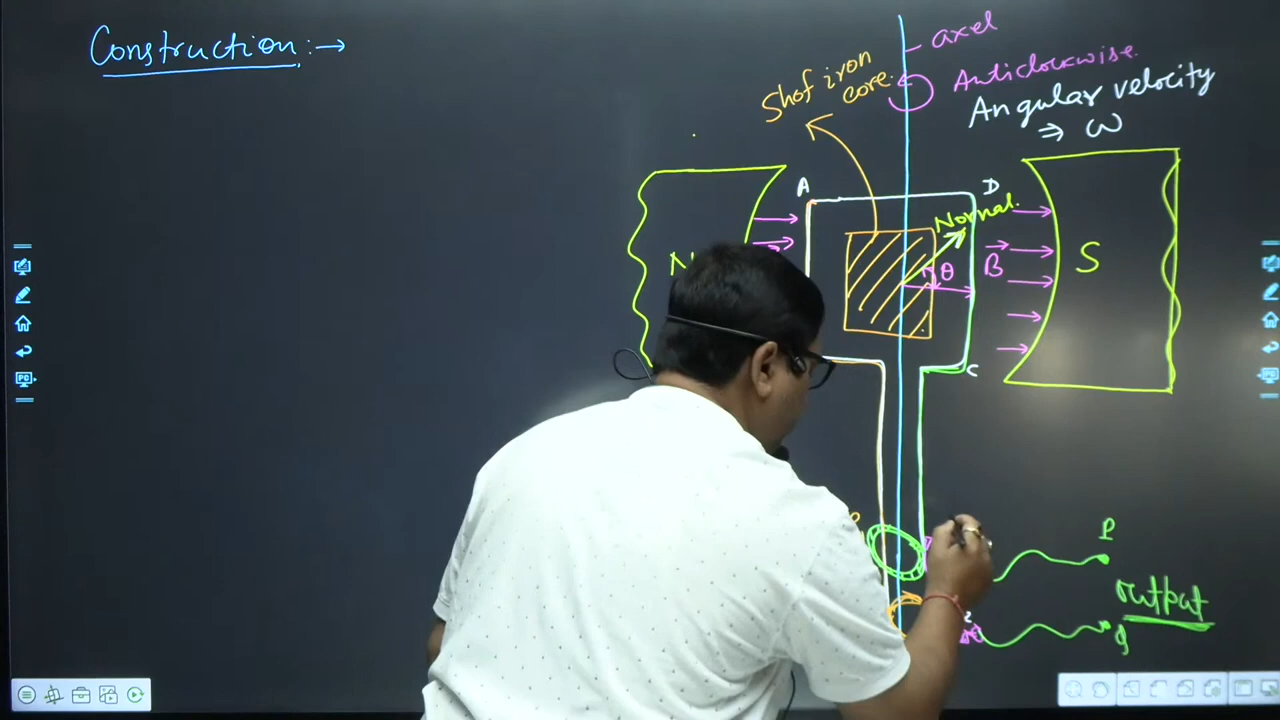 Construction :→
axel
Anticlockwise.
Angular velocity
⇒ ω
Shof iron
core.
A
D
Normal.
N
θ
B
S
C
P
output
q